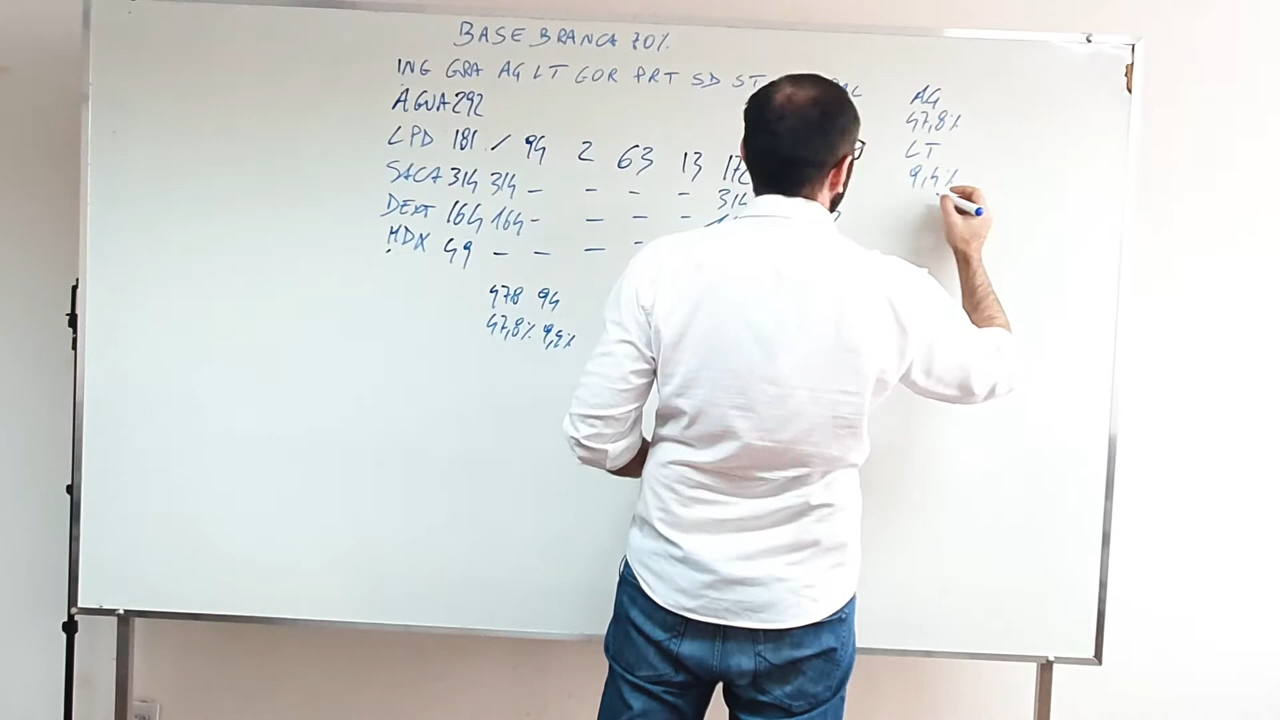 BASE BRANCA 70%
ING GRA AG LT GOR PRT SD ST
AGUA 292
LPD 181 / 94 2 63 13
SACA 314 314 - - - - 314
DEXT 164 164 - - - -
MDX 49 - - - -
478 94
47,8% 9,4%
AG
47,8%
LT
9,4%